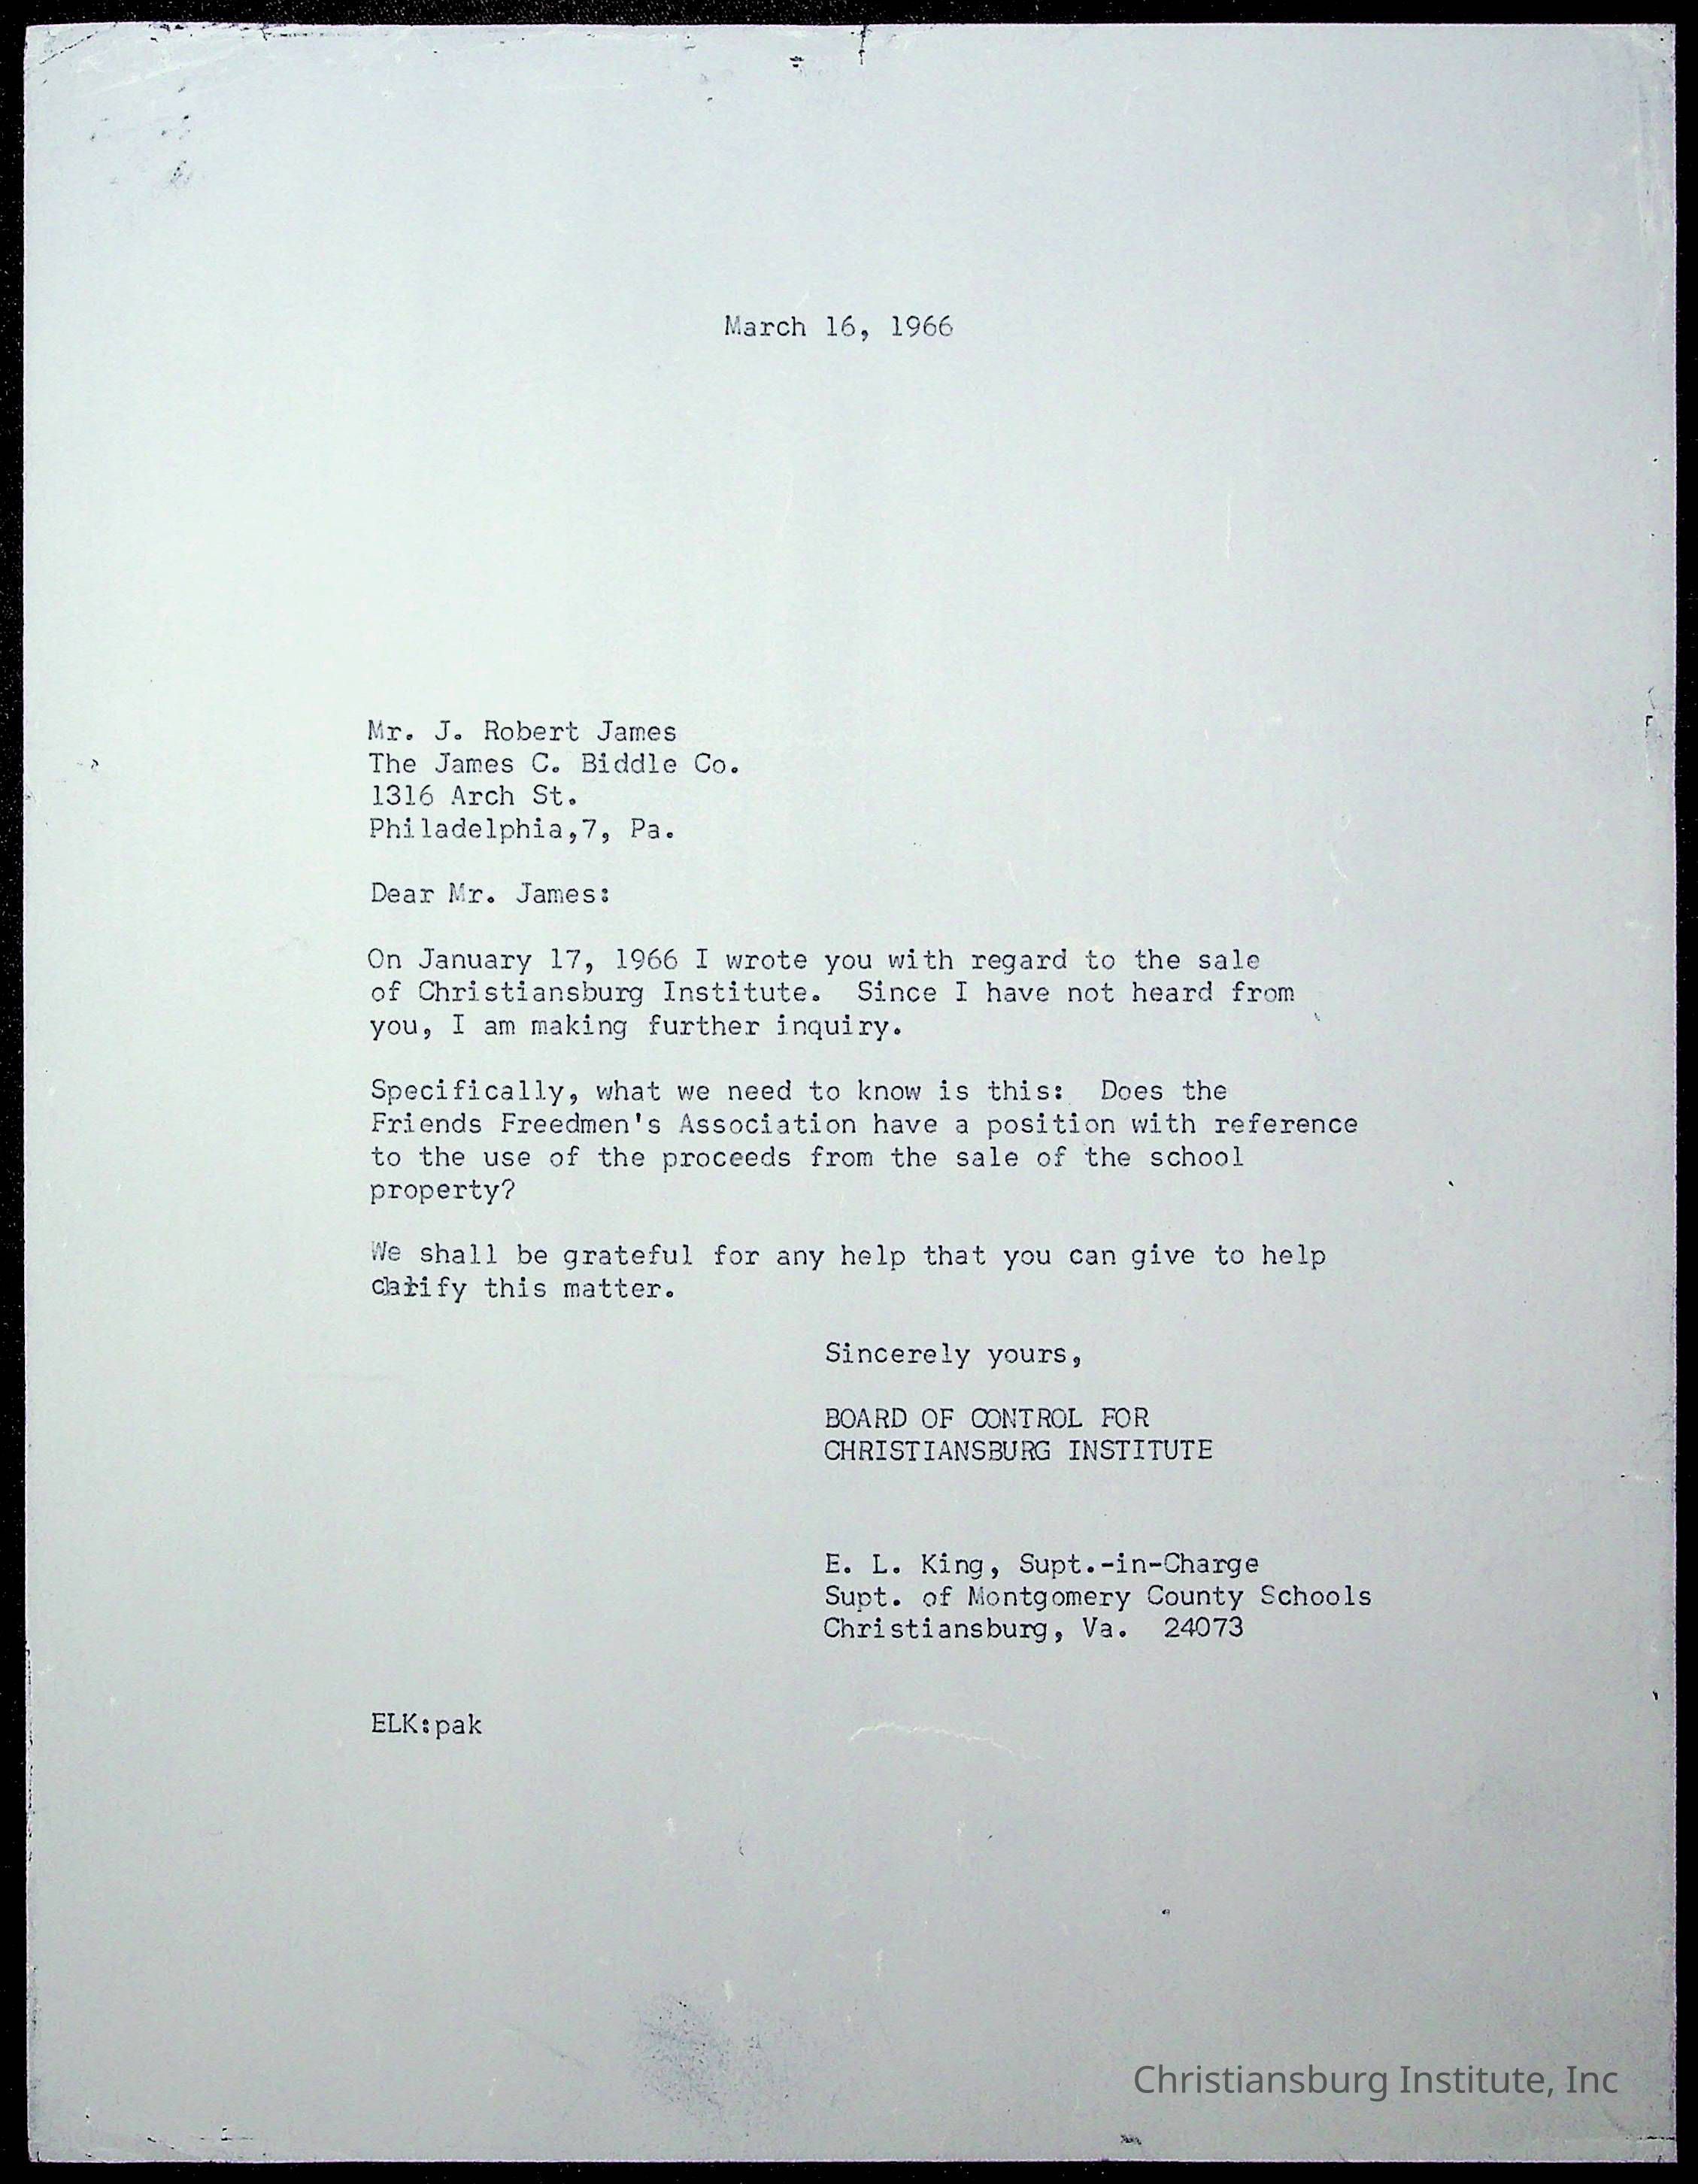 March 16, 1966
Mr. J. Robert James
The James C. Biddle Co.
1316 Arch St.
Philadelphia,7, Pa.
Dear Mr. James:
On January 17, 1966 I wrote you with regard to the sale
of Christiansburg Institute.  Since I have not heard from
you, I am making further inquiry.
Specifically, what we need to know is this:  Does the
Friends Freedmen's Association have a position with reference
to the use of the proceeds from the sale of the school
property?
We shall be grateful for any help that you can give to help
clarify this matter.
Sincerely yours,
BOARD OF CONTROL FOR
CHRISTIANSBURG INSTITUTE
E. L. King, Supt.-in-Charge
Supt. of Montgomery County Schools
Christiansburg, Va.  24073
ELK:pak
Christiansburg Institute, Inc